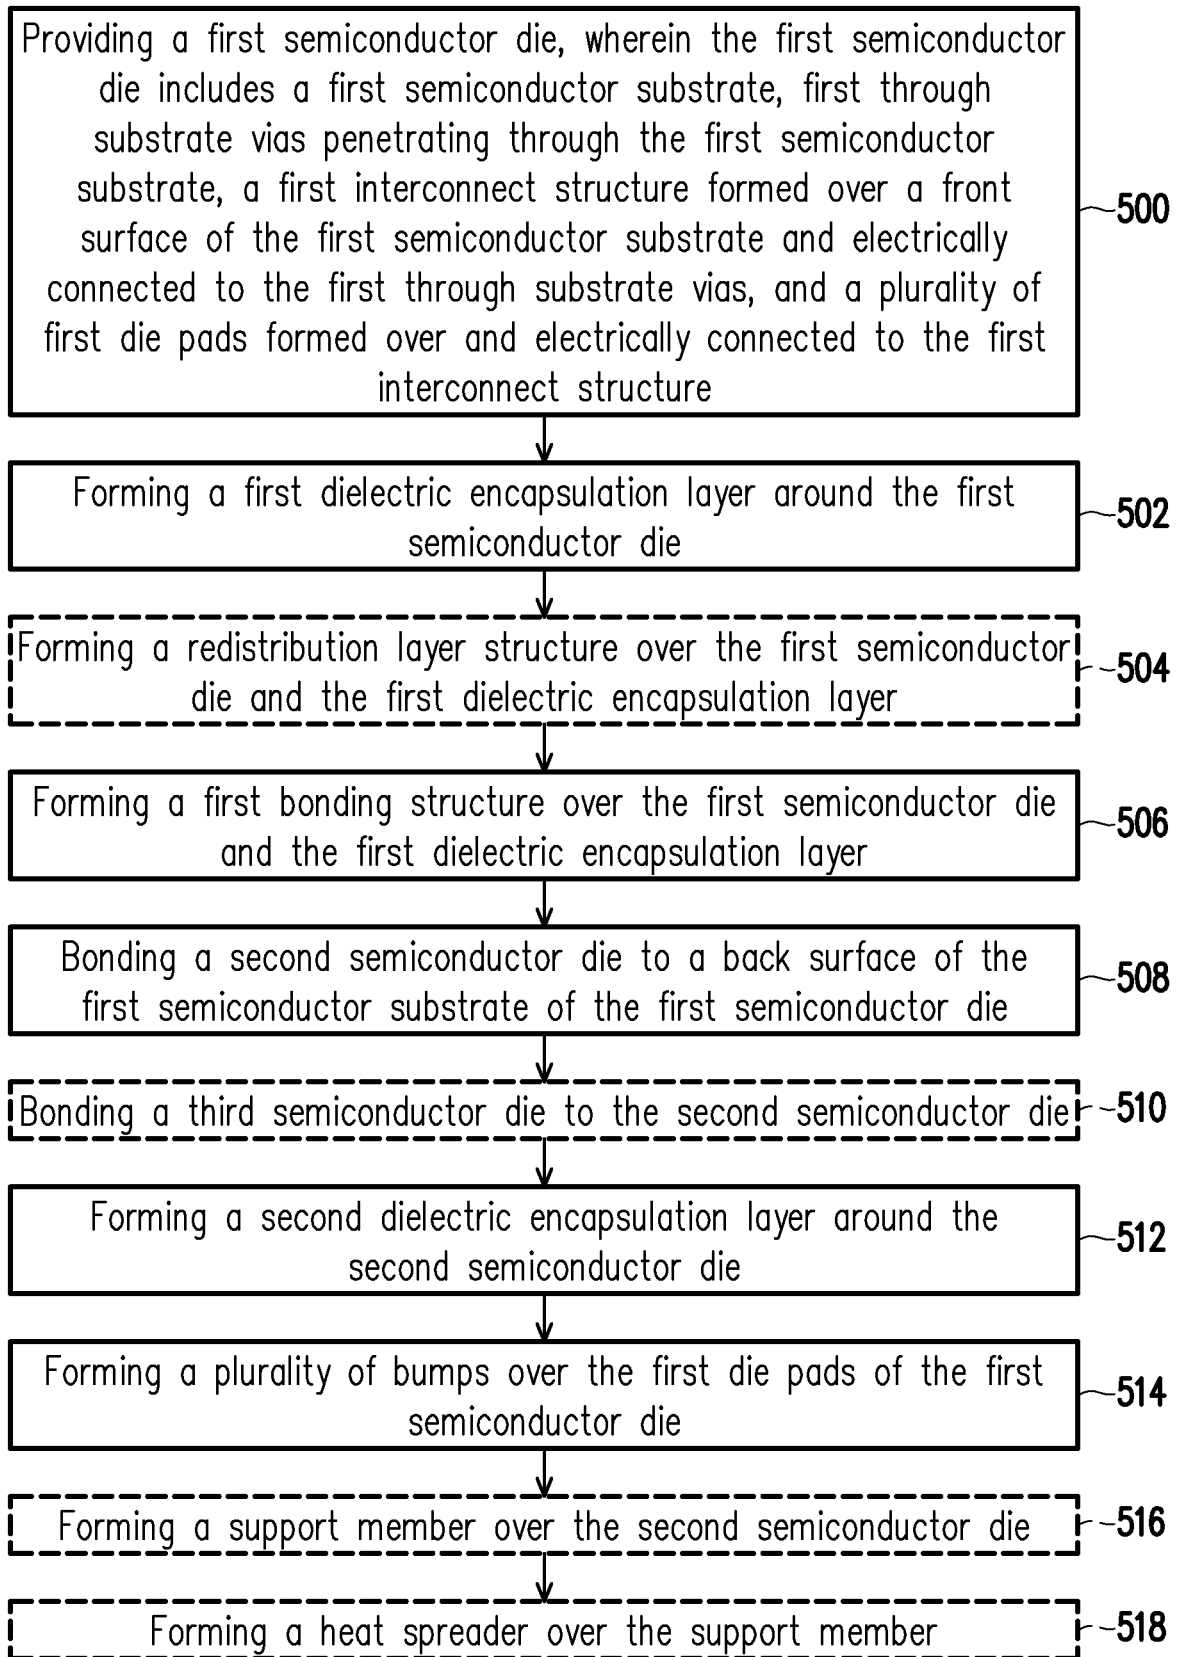 Providing a first semiconductor die, wherein the first semiconductor
die includes a first semiconductor substrate, first through
substrate vias penetrating through the first semiconductor
substrate, a first interconnect structure formed over a front
surface of the first semiconductor substrate and electrically
connected to the first through substrate vias, and a plurality of
first die pads formed over and electrically connected to the first
interconnect structure
500
Forming a first dielectric encapsulation layer around the first
semiconductor die
502
Forming a redistribution layer structure over the first semiconductor
die and the first dielectric encapsulation layer
504
Forming a first bonding structure over the first semiconductor die
and the first dielectric encapsulation layer
506
Bonding a second semiconductor die to a back surface of the
first semiconductor substrate of the first semiconductor die
508
Bonding a third semiconductor die to the second semiconductor die
510
Forming a second dielectric encapsulation layer around the
second semiconductor die
512
Forming a plurality of bumps over the first die pads of the first
semiconductor die
514
Forming a support member over the second semiconductor die
516
Forming a heat spreader over the support member
518